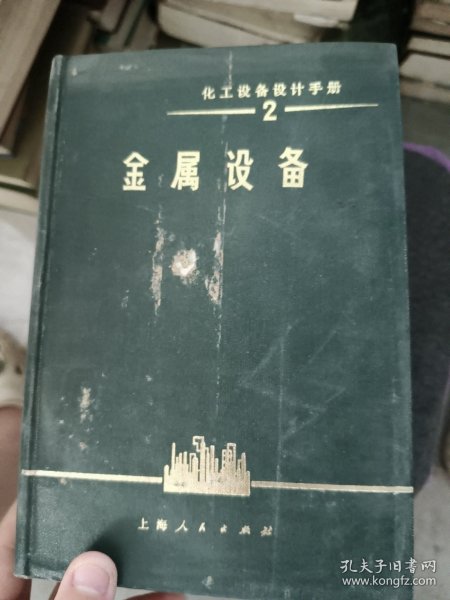 化工设备设计手册
2
金属设备
上海人民出版社
孔夫子旧书网
www.kongfz.com